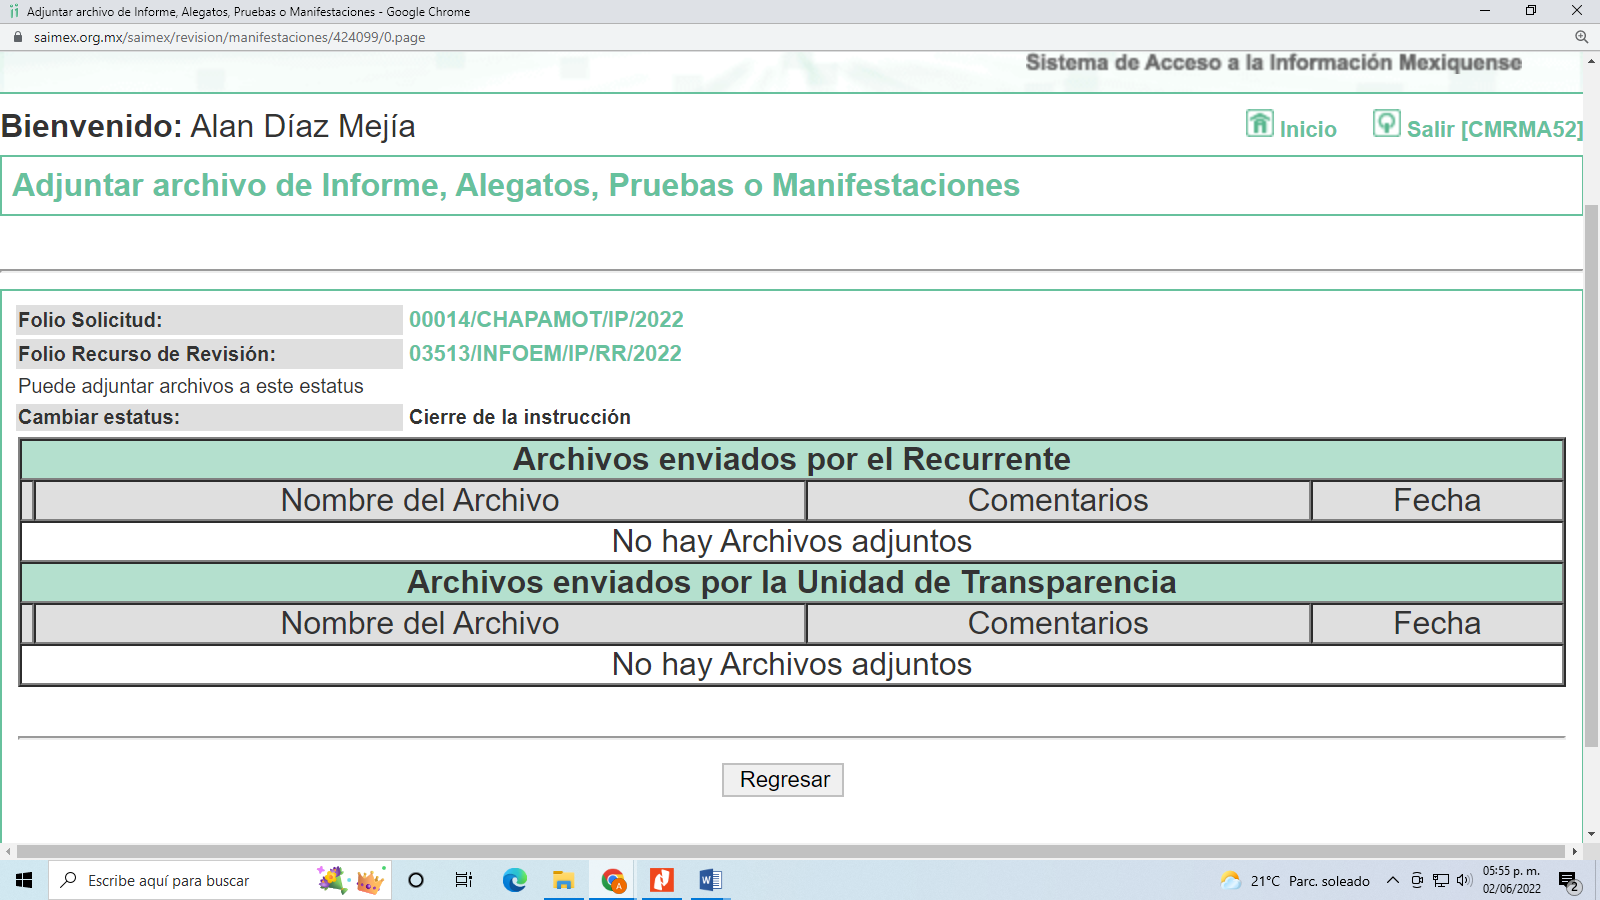 Adjuntar archivo de Informe, Alegatos, Pruebas o Manifestaciones - Google Chrome
saimex.org.mx/saimex/revision/manifestaciones/424099/0.page
Sistema de Acceso a la Información Mexiquense
Bienvenido: Alan Díaz Mejía
Inicio
Salir [CMRMA52]
Adjuntar archivo de Informe, Alegatos, Pruebas o Manifestaciones
Folio Solicitud: 00014/CHAPAMOT/IP/2022
Folio Recurso de Revisión: 03513/INFOEM/IP/RR/2022
Puede adjuntar archivos a este estatus
Cambiar estatus: Cierre de la instrucción
Archivos enviados por el Recurrente
Nombre del Archivo Comentarios Fecha
No hay Archivos adjuntos
Archivos enviados por la Unidad de Transparencia
Nombre del Archivo Comentarios Fecha
No hay Archivos adjuntos
Regresar
Escribe aquí para buscar
21°C Parc. soleado
05:55 p. m.
02/06/2022
2